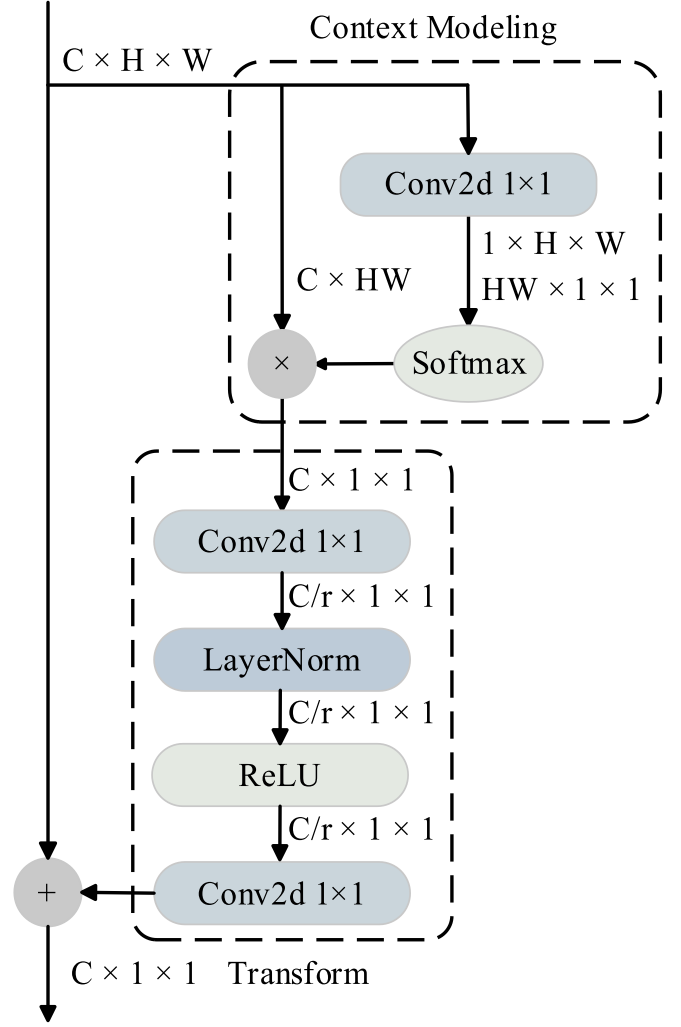 Context Modeling
C × H × W
Conv2d 1×1
1 × H × W
C × HW
HW × 1 × 1
×
Softmax
C × 1 × 1
Conv2d 1×1
C/r × 1 × 1
LayerNorm
C/r × 1 × 1
ReLU
C/r × 1 × 1
Conv2d 1×1
+
C × 1 × 1
Transform